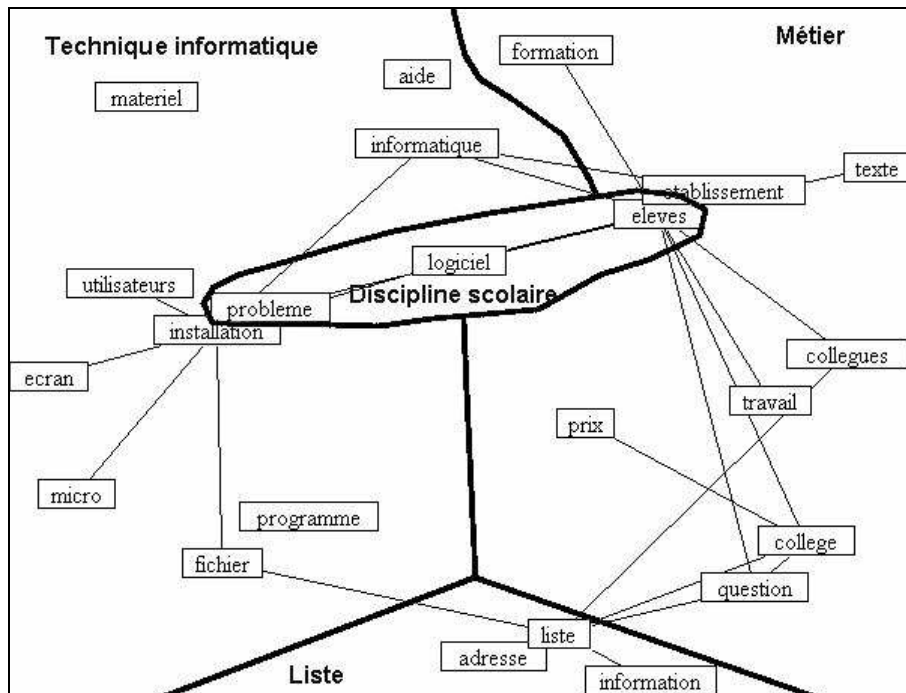 Technique informatique
Métier
formation
aide
materiel
informatique
texte
etablissement
eleves
logiciel
utilisateurs
Discipline scolaire
probleme
installation
collegues
ecran
travail
prix
micro
programme
college
fichier
question
liste
adresse
Liste
information